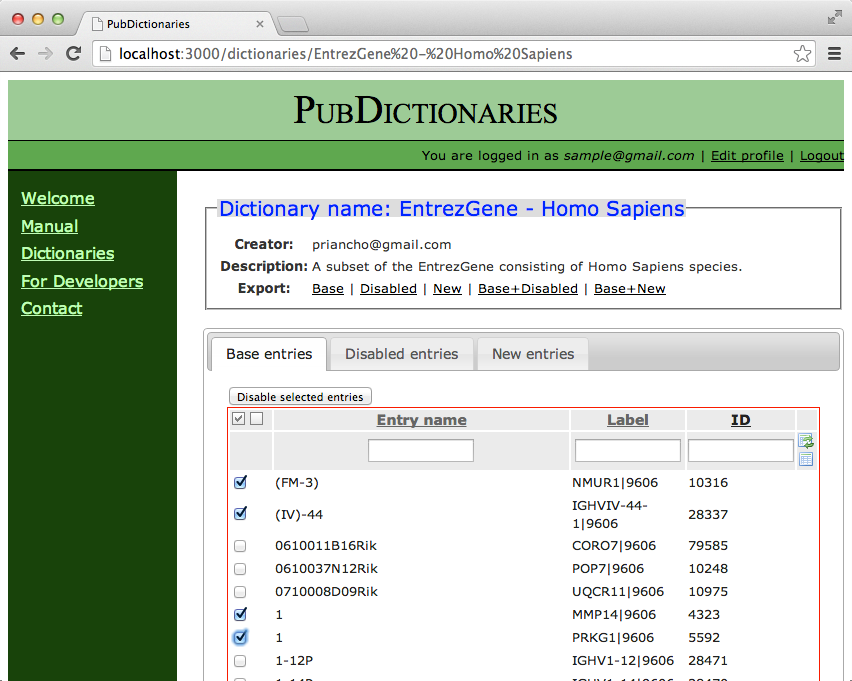 PubDictionaries
localhost:3000/dictionaries/EntrezGene%20-%20Homo%20Sapiens
PUBDICTIONARIES
You are logged in as sample@gmail.com | Edit profile | Logout
Welcome
Manual
Dictionaries
For Developers
Contact
Dictionary name: EntrezGene - Homo Sapiens
Creator: priancho@gmail.com
Description: A subset of the EntrezGene consisting of Homo Sapiens species.
Export: Base | Disabled | New | Base+Disabled | Base+New
Base entries Disabled entries New entries
Disable selected entries
Entry name Label ID
(FM-3) NMUR1|9606 10316
(IV)-44 IGHVIV-44-1|9606 28337
0610011B16Rik CORO7|9606 79585
0610037N12Rik POP7|9606 10248
0710008D09Rik UQCR11|9606 10975
1 MMP14|9606 4323
1 PRKG1|9606 5592
1-12P IGHV1-12|9606 28471